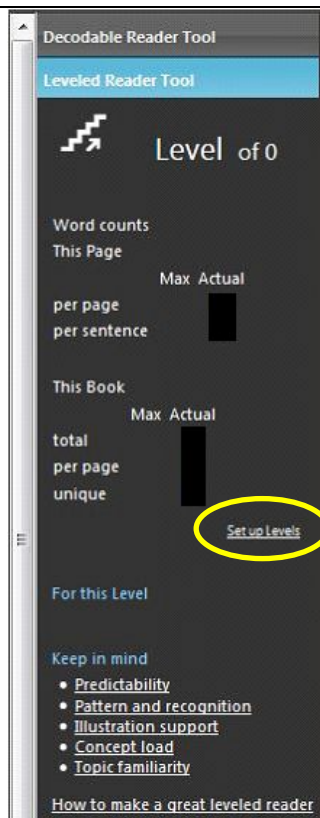 Decodable Reader Tool
Leveled Reader Tool
Level of 0
Word counts
This Page
Max Actual
per page
per sentence
This Book
Max Actual
total
per page
unique
Set up Levels
For this Level
Keep in mind
• Predictability
• Pattern and recognition
• Illustration support
• Concept load
• Topic familiarity
How to make a great leveled reader